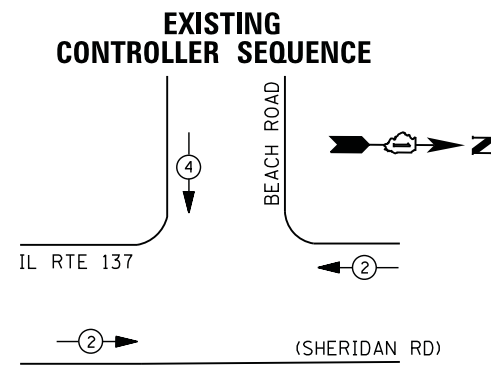 EXISTING
CONTROLLER SEQUENCE
BEACH ROAD
N
4
IL RTE 137
2
2
(SHERIDAN RD)